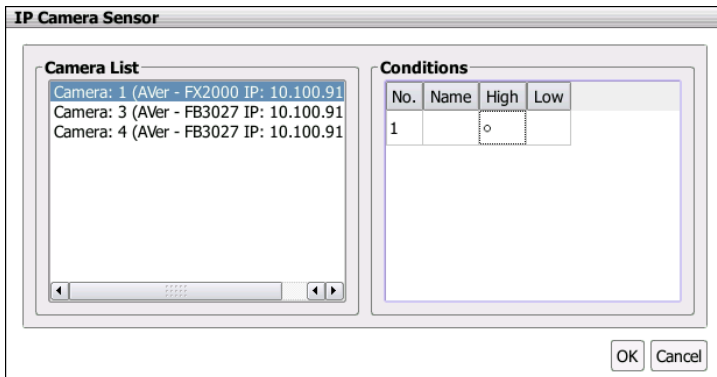 IP Camera Sensor
Camera List
Camera: 1 (AVer - FX2000 IP: 10.100.91
Camera: 3 (AVer - FB3027 IP: 10.100.91
Camera: 4 (AVer - FB3027 IP: 10.100.91
Conditions
No. Name High Low
1 ○
OK Cancel